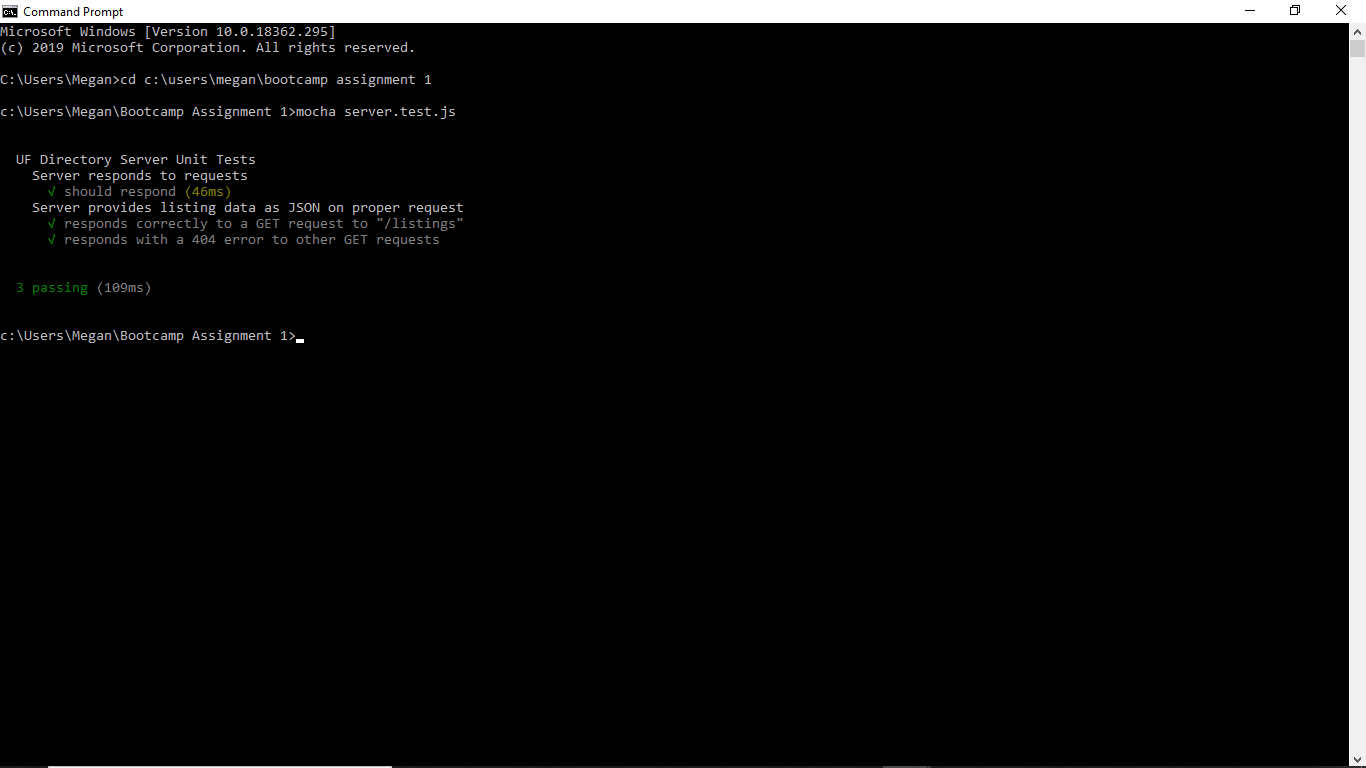 Command Prompt
Microsoft Windows [Version 10.0.18362.295]
(c) 2019 Microsoft Corporation. All rights reserved.
C:\Users\Megan>cd c:\users\megan\bootcamp assignment 1
c:\Users\Megan\Bootcamp Assignment 1>mocha server.test.js
UF Directory Server Unit Tests
Server responds to requests
√ should respond (46ms)
Server provides listing data as JSON on proper request
√ responds correctly to a GET request to "/listings"
√ responds with a 404 error to other GET requests
3 passing (109ms)
c:\Users\Megan\Bootcamp Assignment 1>